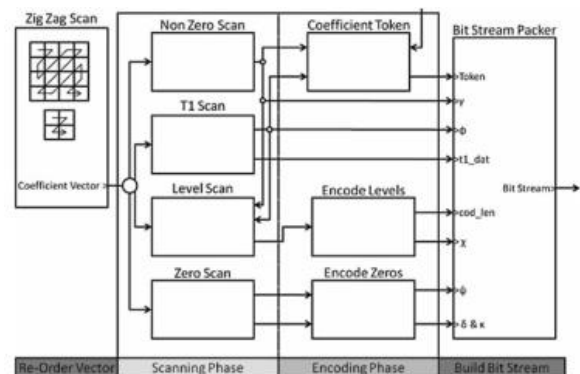 Zig Zag Scan
Non Zero Scan
Coefficient Token
Bit Stream Packer
Token
γ
T1 Scan
φ
t1_dat
Coefficient Vector
Level Scan
Encode Levels
Bit Stream
cod_len
χ
Zero Scan
Encode Zeros
ψ
δ & κ
Re-Order Vector
Scanning Phase
Encoding Phase
Build Bit Stream